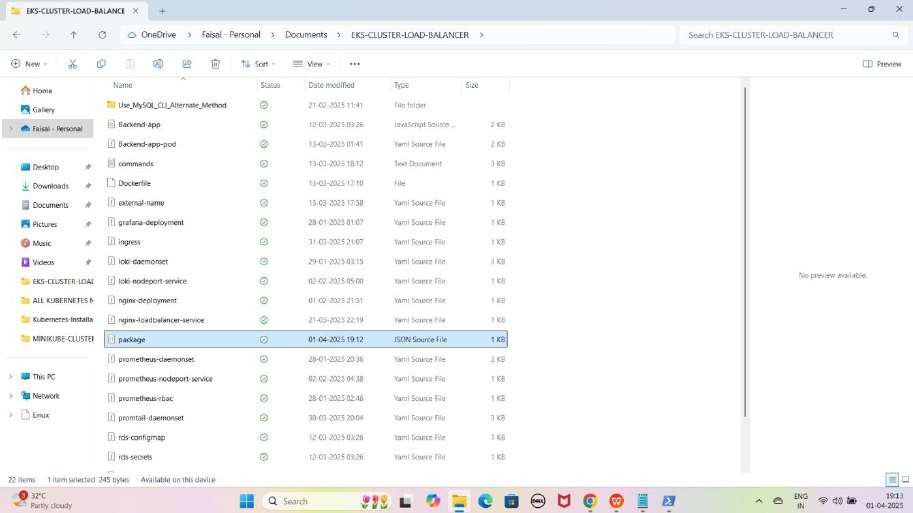 EKS-CLUSTER-LOAD-BALANCE
OneDrive > Faisal - Personal > Documents > EKS-CLUSTER-LOAD-BALANCER >
Search EKS-CLUSTER-LOAD-BALANCER
New Sort View ... Preview
Name Status Date modified Type Size
Home
Gallery
Faisal - Personal
Desktop
Downloads
Documents
Pictures
Music
Videos
EKS-CLUSTER-LOAD
ALL KUBERNETES N
Kubernetes-Installa
MINIKUBE-CLUSTER
This PC
Network
Linux
Use_MySQL_CLI_Alternate_Method 21-02-2025 11:41 File folder
Backend-app 12-03-2025 03:26 JavaScript Source ... 2 KB
Backend-app-pod 13-03-2025 01:41 Yaml Source File 2 KB
commands 13-03-2025 18:12 Text Document 3 KB
Dockerfile 13-03-2025 17:10 File 1 KB
external-name 13-03-2025 17:58 Yaml Source File 1 KB
grafana-deployment 28-01-2025 01:07 Yaml Source File 1 KB
ingress 31-03-2025 21:07 Yaml Source File 1 KB
loki-daemonset 29-01-2025 03:15 Yaml Source File 3 KB
loki-nodeport-service 02-02-2025 05:00 Yaml Source File 1 KB
nginx-deployment 01-02-2025 21:51 Yaml Source File 1 KB
nginx-loadbalancer-service 21-03-2025 22:19 Yaml Source File 1 KB
package 01-04-2025 19:12 JSON Source File 1 KB
prometheus-daemonset 28-01-2025 20:36 Yaml Source File 2 KB
prometheus-nodeport-service 02-02-2025 04:38 Yaml Source File 1 KB
prometheus-rbac 28-01-2025 02:46 Yaml Source File 1 KB
promtail-daemonset 30-03-2025 20:04 Yaml Source File 3 KB
rds-configmap 12-03-2025 03:26 Yaml Source File 1 KB
rds-secrets 12-03-2025 03:26 Yaml Source File 1 KB
No preview available.
22 items 1 item selected 245 bytes Available on this device
32°C
Partly cloudy
Search
DELL
ENG
IN
19:13
01-04-2025